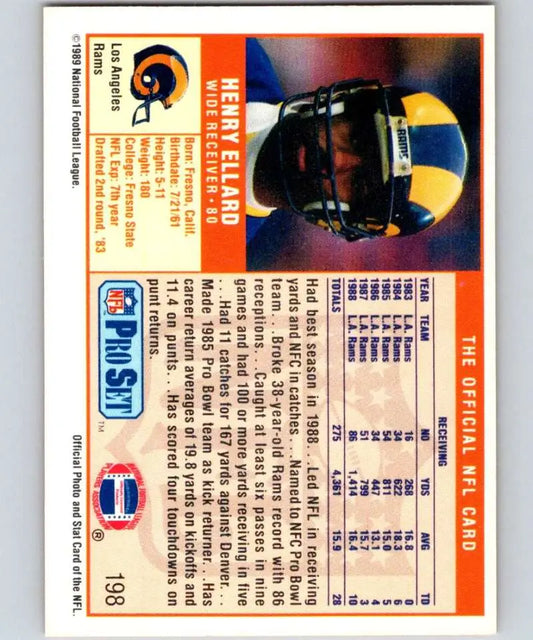 THE OFFICIAL NFL CARD
RAMS
HENRY ELLARD
WIDE RECEIVER • 80
Los Angeles
Rams
Born: Fresno, Calif.
Birthdate: 7/21/61
Height: 5-11
Weight: 180
College: Fresno State
NFL Exp: 7th year
Drafted 2nd round, '83
©1989 National Football League.
RECEIVING
YEAR TEAM NO YDS AVG TD
1983 L.A. Rams 16 268 16.8 0
1984 L.A. Rams 34 622 18.3 6
1985 L.A. Rams 54 811 15.0 5
1986 L.A. Rams 34 447 13.1 4
1987 L.A. Rams 51 799 15.7 3
1988 L.A. Rams 86 1,414 16.4 10
TOTALS 275 4,361 15.9 28
Had best season in 1988. . .Led NFL in receiving
yards and NFC in catches. . .Named to NFC Pro Bowl
team. . .Broke 38-year-old Rams record with 86
receptions. . .Caught at least six passes in nine
games and had 100 or more yards receiving in five
. . .Had 11 catches for 167 yards against Denver. . .
Made 1985 Pro Bowl team as kick returner. . .Has
career return averages of 19.8 yards on kickoffs and
11.4 on punts. . .Has scored four touchdowns on
punt returns.
NFL PRO SET ™
® 198
Official Photo and Stat Card of the NFL.